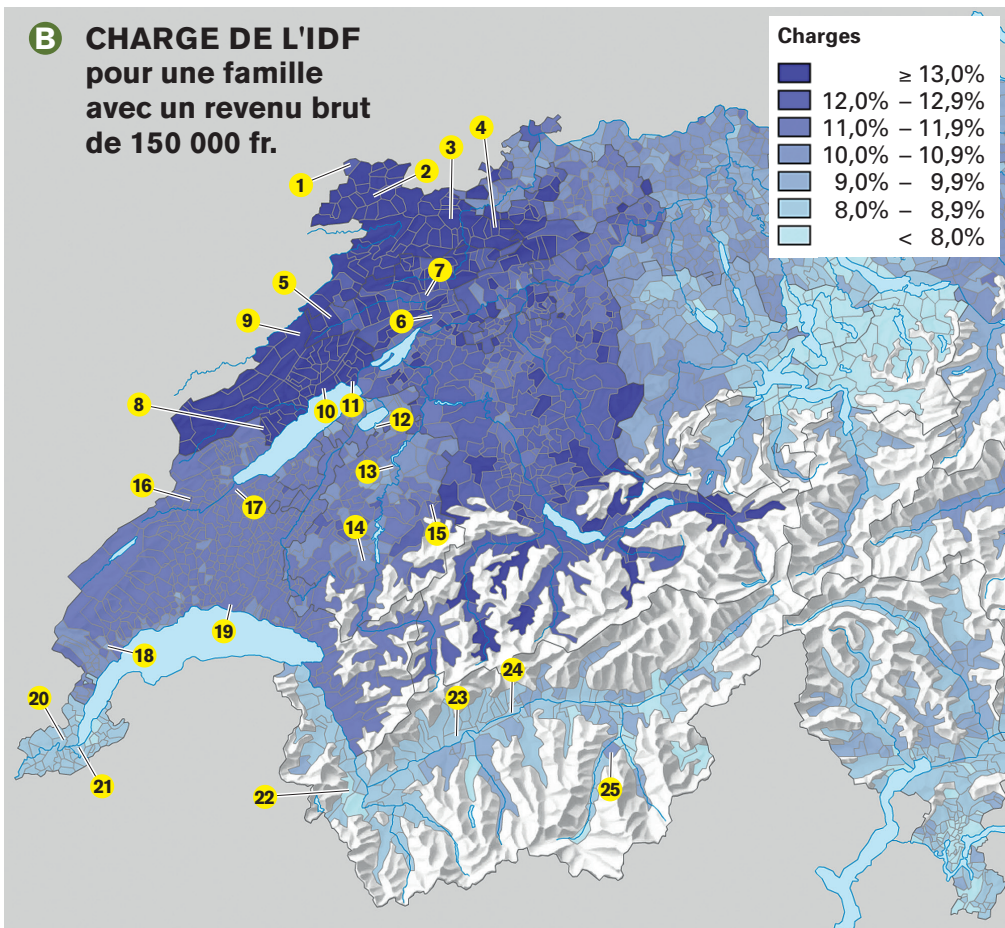 B CHARGE DE L'IDF
pour une famille
avec un revenu brut
de 150 000 fr.
Charges
≥ 13,0%
12,0% – 12,9%
11,0% – 11,9%
10,0% – 10,9%
9,0% – 9,9%
8,0% – 8,9%
< 8,0%
1
2
3
4
5
6
7
8
9
10
11
12
13
14
15
16
17
18
19
20
21
22
23
24
25